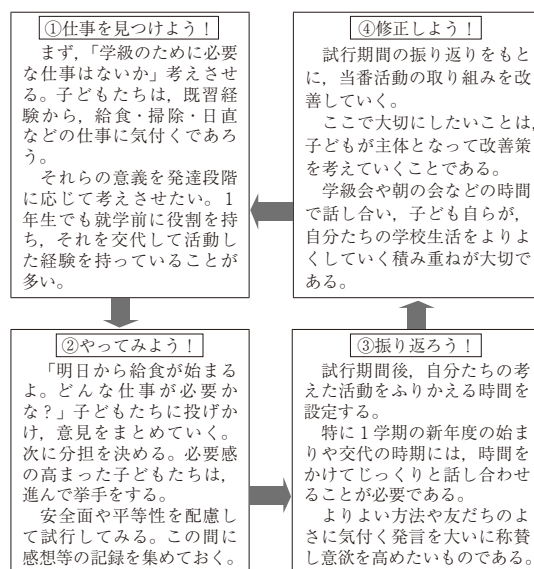 ①仕事を見つけよう！
まず，「学級のために必要
な仕事はないか」考えさせ
る。子どもたちは，既習経
験から，給食・掃除・日直
などの仕事に気付くであろ
う。
それらの意義を発達段階
に応じて考えさせたい。1
年生でも就学前に役割を持
ち，それを交代して活動し
た経験を持っていることが
多い。
②やってみよう！
「明日から給食が始まる
よ。どんな仕事が必要か
な？」子どもたちに投げか
け，意見をまとめていく。
次に分担を決める。必要感
の高まった子どもたちは，
進んで挙手をする。
安全面や平等性を配慮し
て試行してみる。この間に
感想等の記録を集めておく。
③振り返ろう！
試行期間後，自分たちの考
えた活動をふりかえる時間を
設定する。
特に1学期の新年度の始ま
りや交代の時期には，時間を
かけてじっくりと話し合わせ
ることが必要である。
よりよい方法や友だちのよ
さに気付く発言を大いに称賛
し意欲を高めたいものである。
④修正しよう！
試行期間の振り返りをもと
に，当番活動の取り組みを改
善していく。
ここで大切にしたいことは，
子どもが主体となって改善策
を考えていくことである。
学級会や朝の会などの時間
で話し合い，子ども自らが，
自分たちの学校生活をよりよ
くしていく積み重ねが大切で
ある。